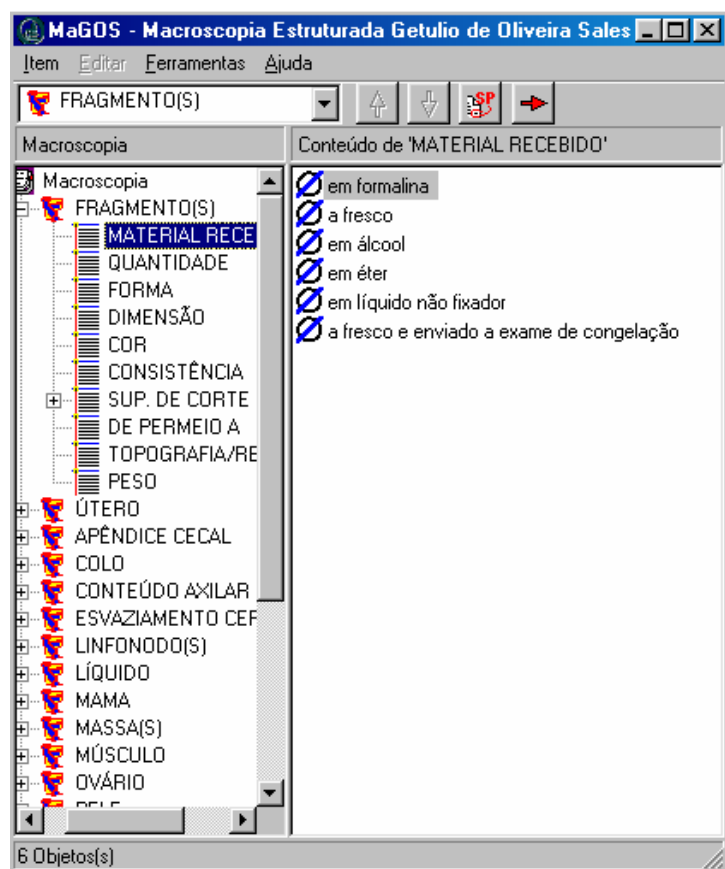 MaGOS - Macroscopia Estruturada Getulio de Oliveira Sales
Item Editar Ferramentas Ajuda
FRAGMENTO(S)
SP
Macroscopia
Conteúdo de 'MATERIAL RECEBIDO'
Macroscopia
FRAGMENTO(S)
MATERIAL RECE
QUANTIDADE
FORMA
DIMENSÃO
COR
CONSISTÊNCIA
SUP. DE CORTE
DE PERMEIO A
TOPOGRAFIA/RE
PESO
ÚTERO
APÊNDICE CECAL
COLO
CONTEÚDO AXILAR
ESVAZIAMENTO CER
LINFONODO(S)
LÍQUIDO
MAMA
MASSA(S)
MÚSCULO
OVÁRIO
PELE
em formalina
a fresco
em álcool
em éter
em líquido não fixador
a fresco e enviado a exame de congelação
6 Objetos(s)